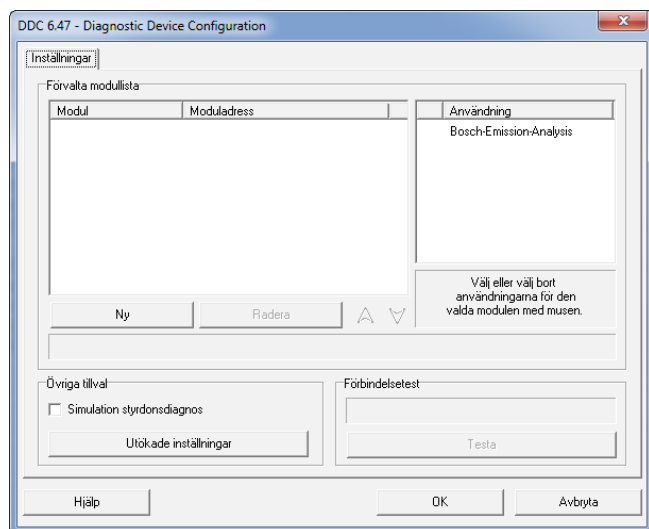 DDC 6.47 - Diagnostic Device Configuration
Inställningar
Förvalta modullista
Modul Moduladress
Användning
Bosch-Emission-Analysis
Välj eller välj bort
användningarna för den
valda modulen med musen.
Ny Radera
Övriga tillval
Simulation styrdonsdiagnos
Utökade inställningar
Förbindelsetest
Testa
Hjälp OK Avbryta